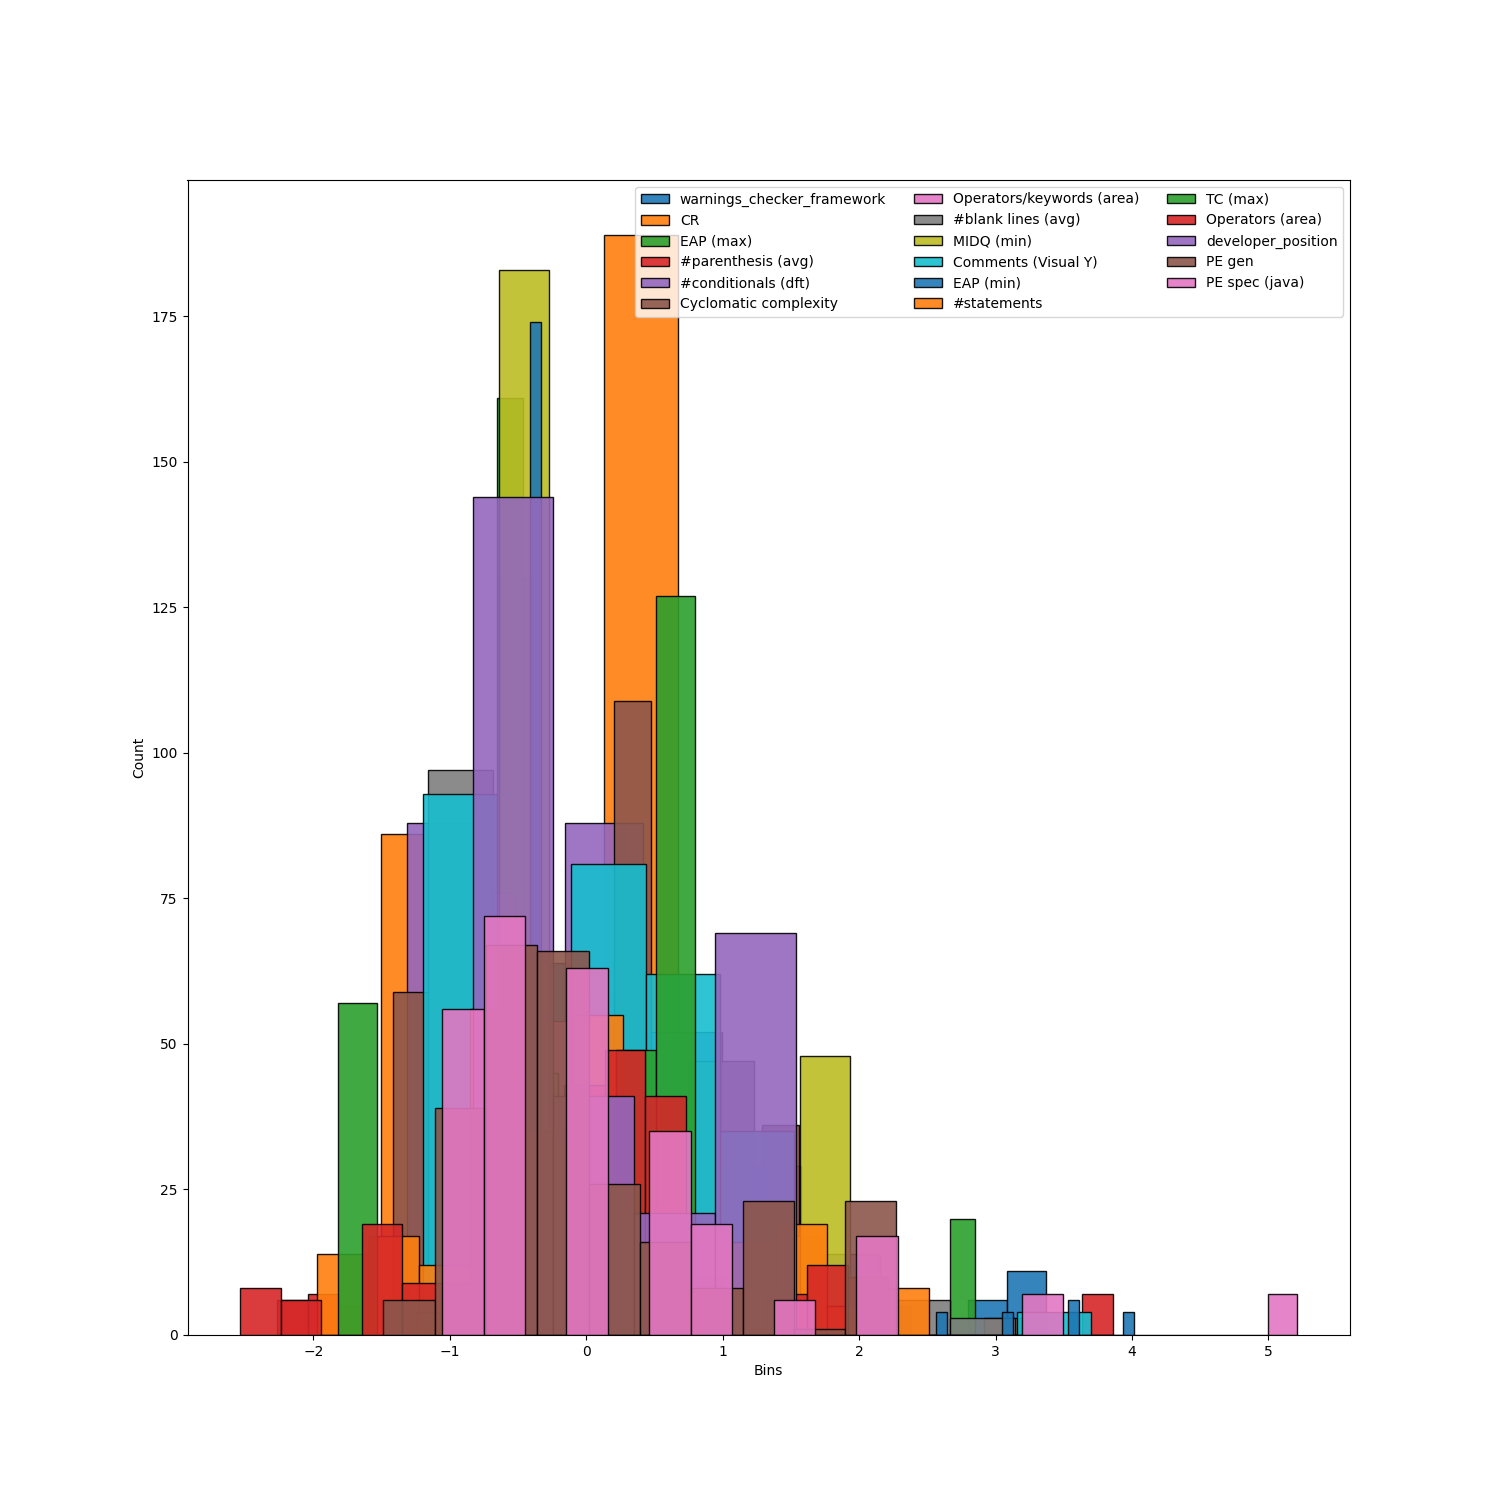 warnings_checker_framework
CR
EAP (max)
#parenthesis (avg)
#conditionals (dft)
Cyclomatic complexity
Operators/keywords (area)
#blank lines (avg)
MIDQ (min)
Comments (Visual Y)
EAP (min)
#statements
TC (max)
Operators (area)
developer_position
PE gen
PE spec (java)
175
150
125
100
75
50
25
0
Count
−2 −1 0 1 2 3 4 5
Bins